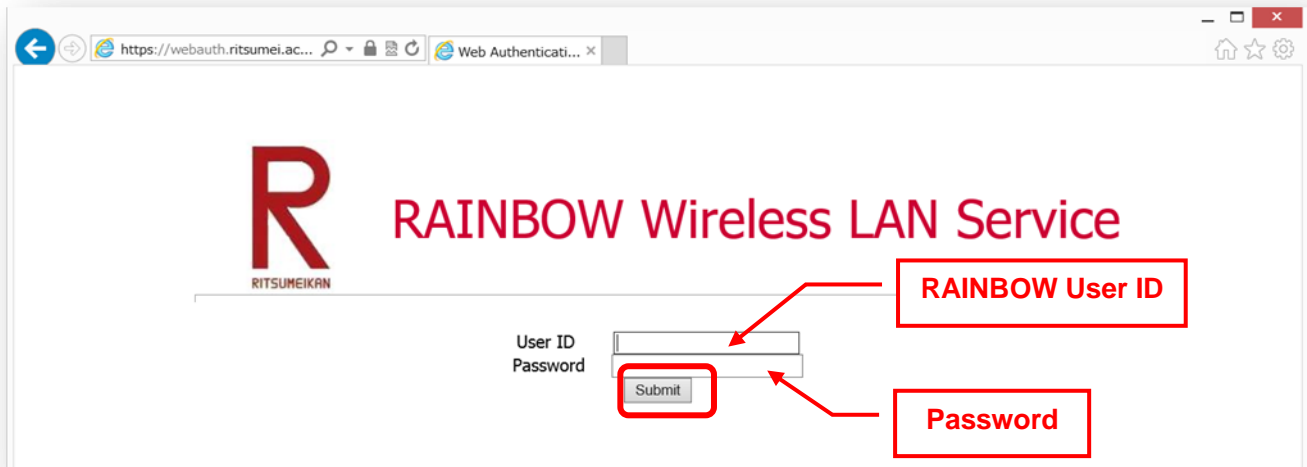 https://webauth.ritsumei.ac...
Web Authenticati...
RITSUMEIKAN
RAINBOW Wireless LAN Service
RAINBOW User ID
User ID
Password
Submit
Password